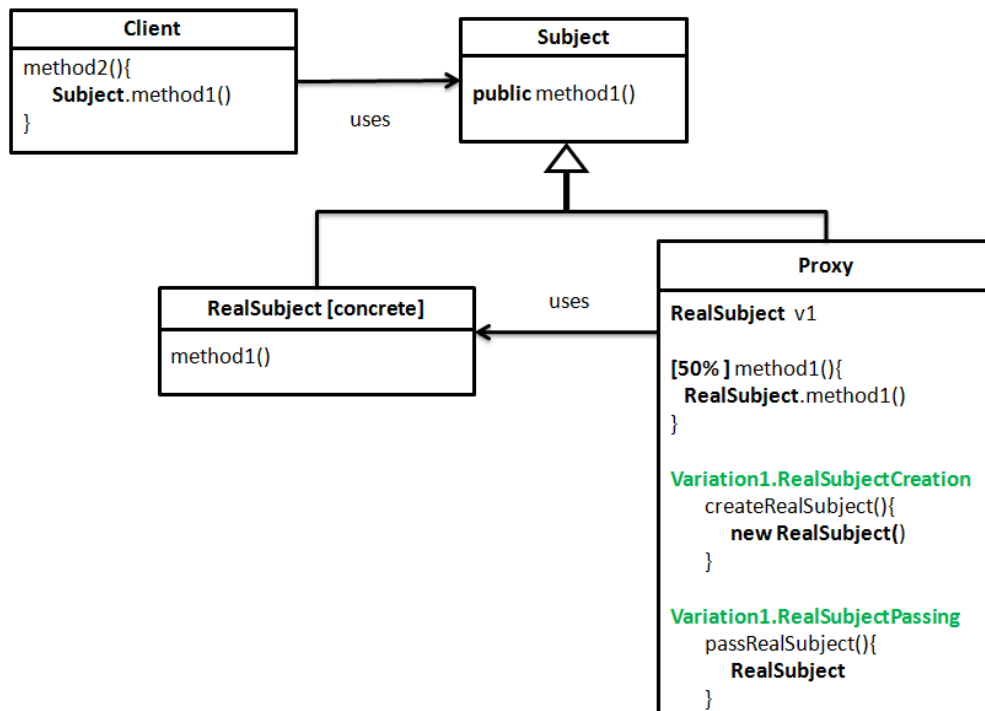 Client
method2(){
Subject.method1()
}
uses
Subject
public method1()
RealSubject [concrete]
method1()
uses
Proxy
RealSubject v1
[50% ] method1(){
RealSubject.method1()
}
Variation1.RealSubjectCreation
createRealSubject(){
new RealSubject()
}
Variation1.RealSubjectPassing
passRealSubject(){
RealSubject
}